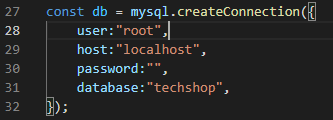 27 const db = mysql.createConnection({
28 user:"root",
29 host:"localhost",
30 password:"",
31 database:"techshop",
32 });